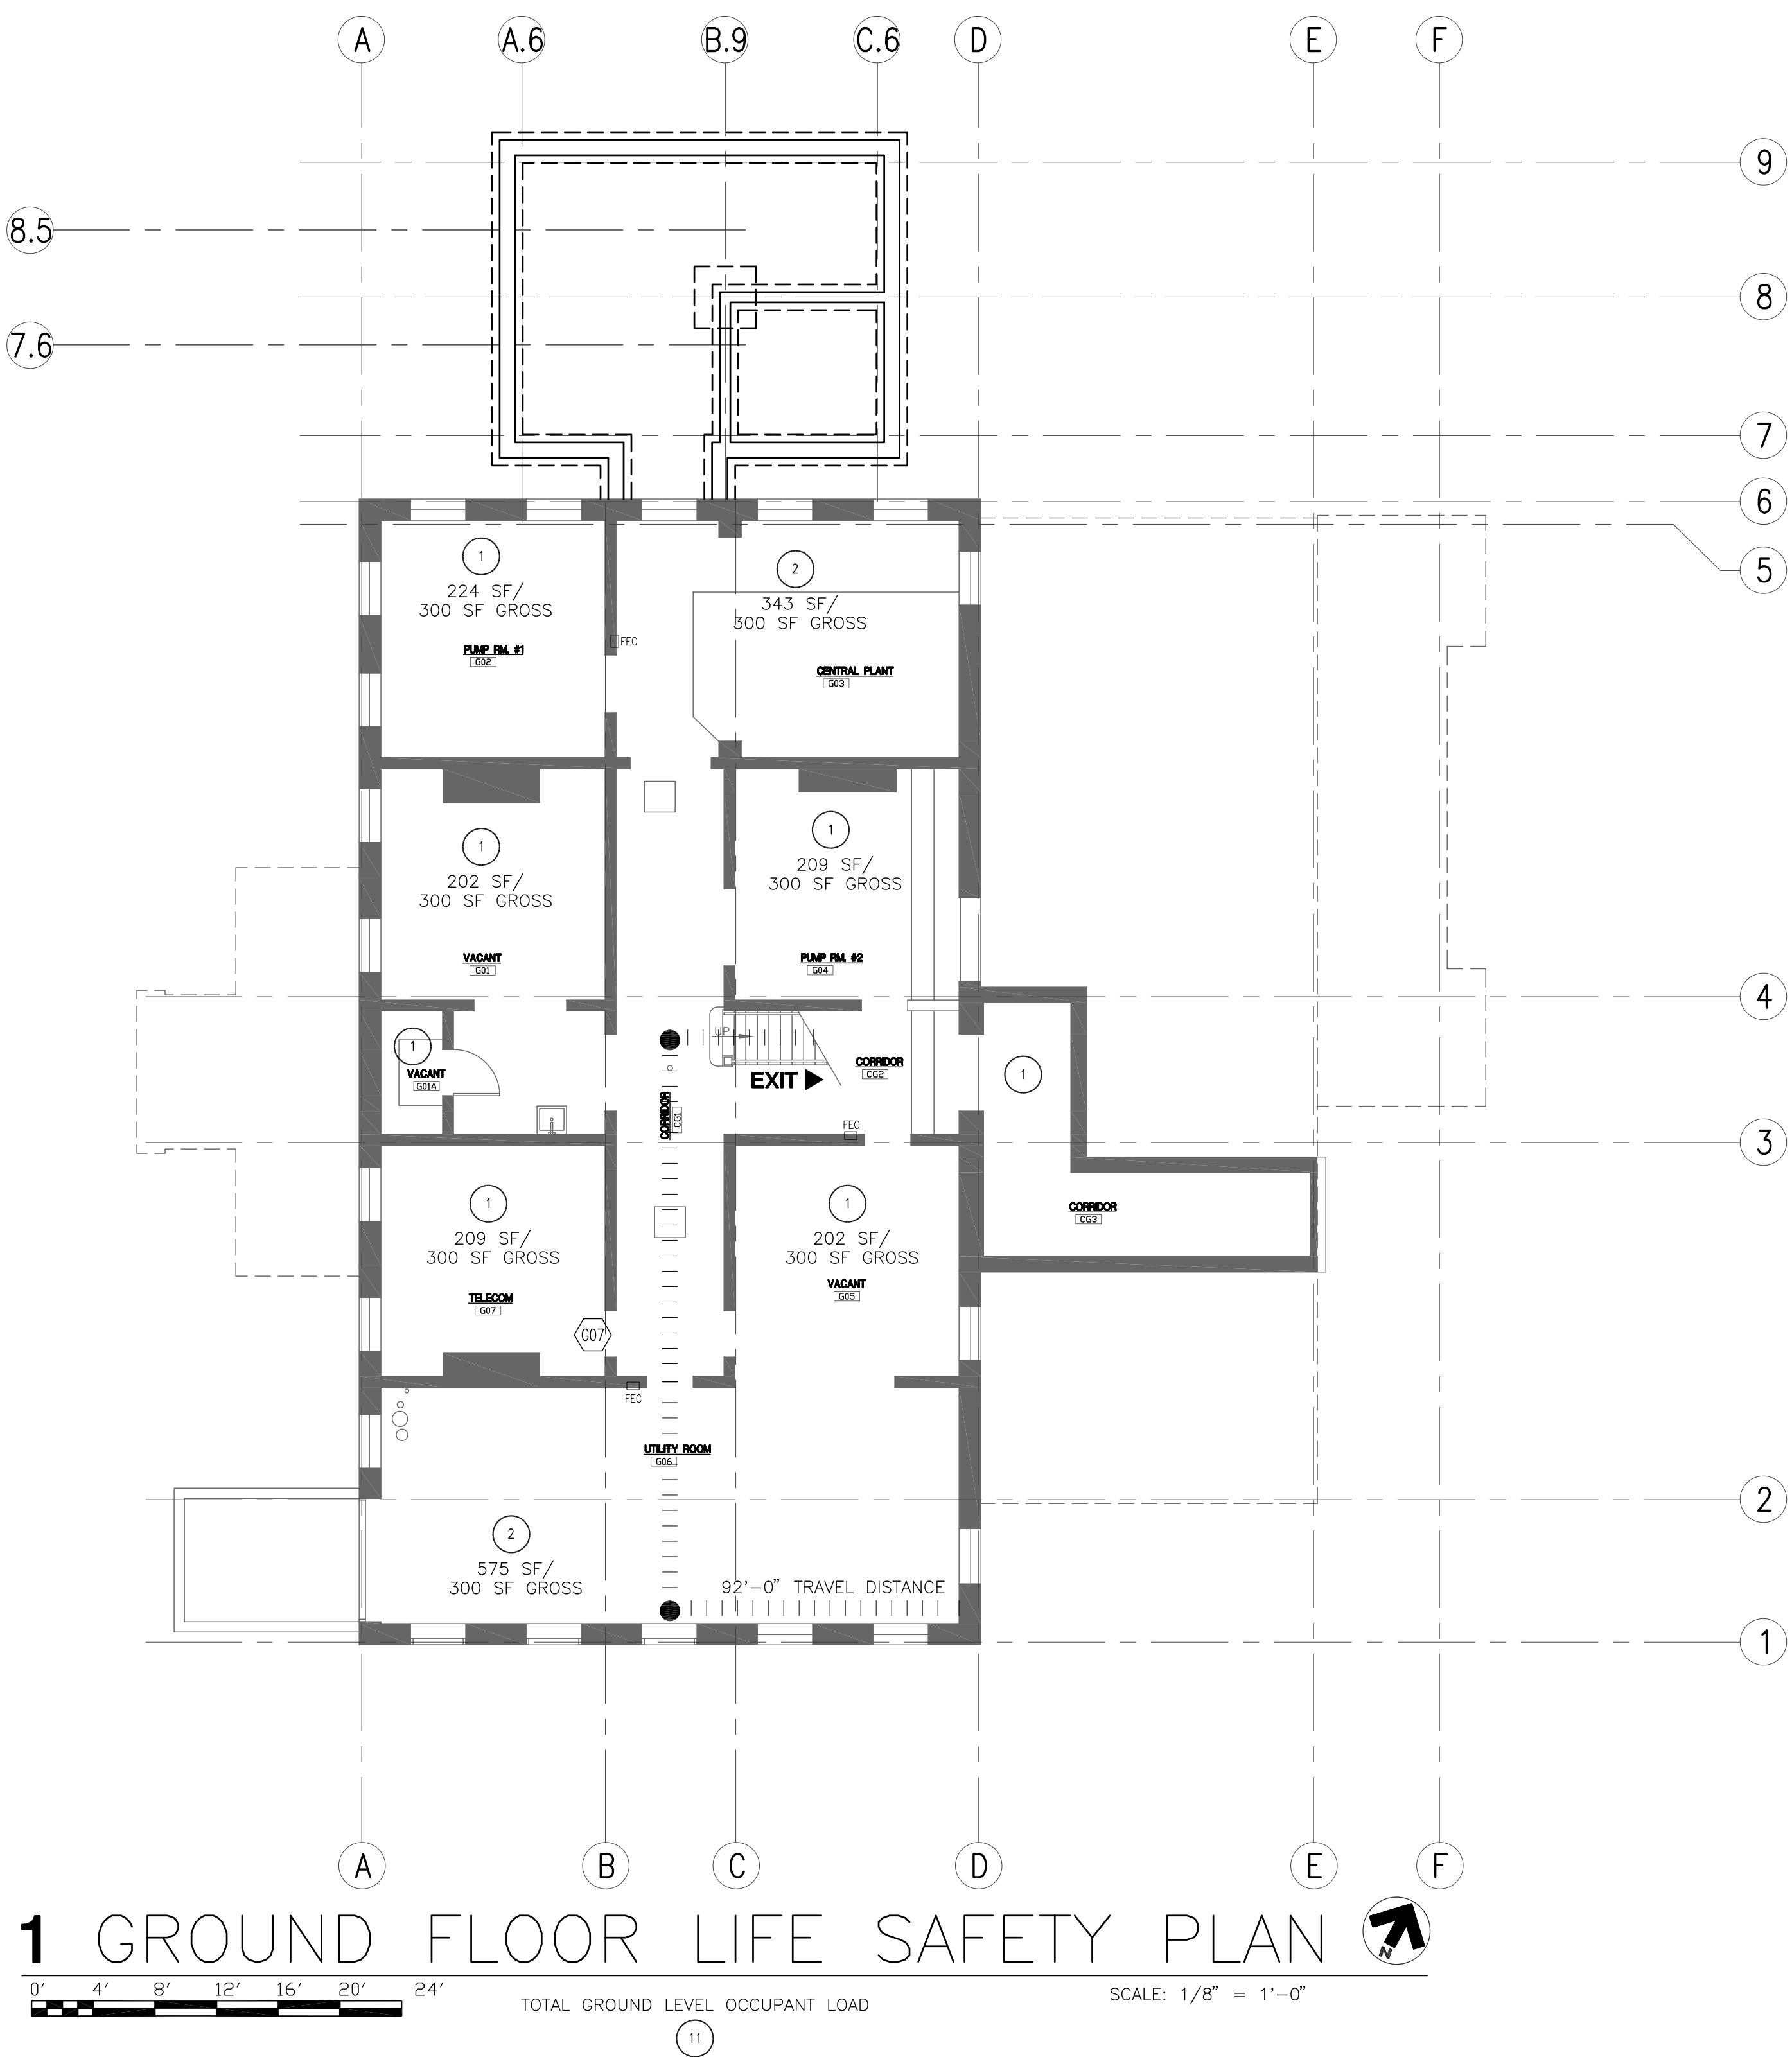 A
A.6
B.9
C.6
D
E
F
9
8.5
8
7.6
7
6
5
1
224 SF/
300 SF GROSS
PUMP RM. #1
G02
FEC
2
343 SF/
300 SF GROSS
CENTRAL PLANT
G03
1
202 SF/
300 SF GROSS
VACANT
G01
1
209 SF/
300 SF GROSS
PUMP RM. #2
G04
4
1
VACANT
G01A
UP
EXIT
CORRIDOR
CG2
CORRIDOR
CG1
1
FEC
3
1
209 SF/
300 SF GROSS
TELECOM
G07
G07
1
202 SF/
300 SF GROSS
VACANT
G05
CORRIDOR
CG3
FEC
UTILITY ROOM
G06
2
2
575 SF/
300 SF GROSS
92'-0" TRAVEL DISTANCE
1
A
B
C
D
E
F
1 GROUND FLOOR LIFE SAFETY PLAN
N
0' 4' 8' 12' 16' 20' 24'
TOTAL GROUND LEVEL OCCUPANT LOAD
11
SCALE: 1/8" = 1'-0"